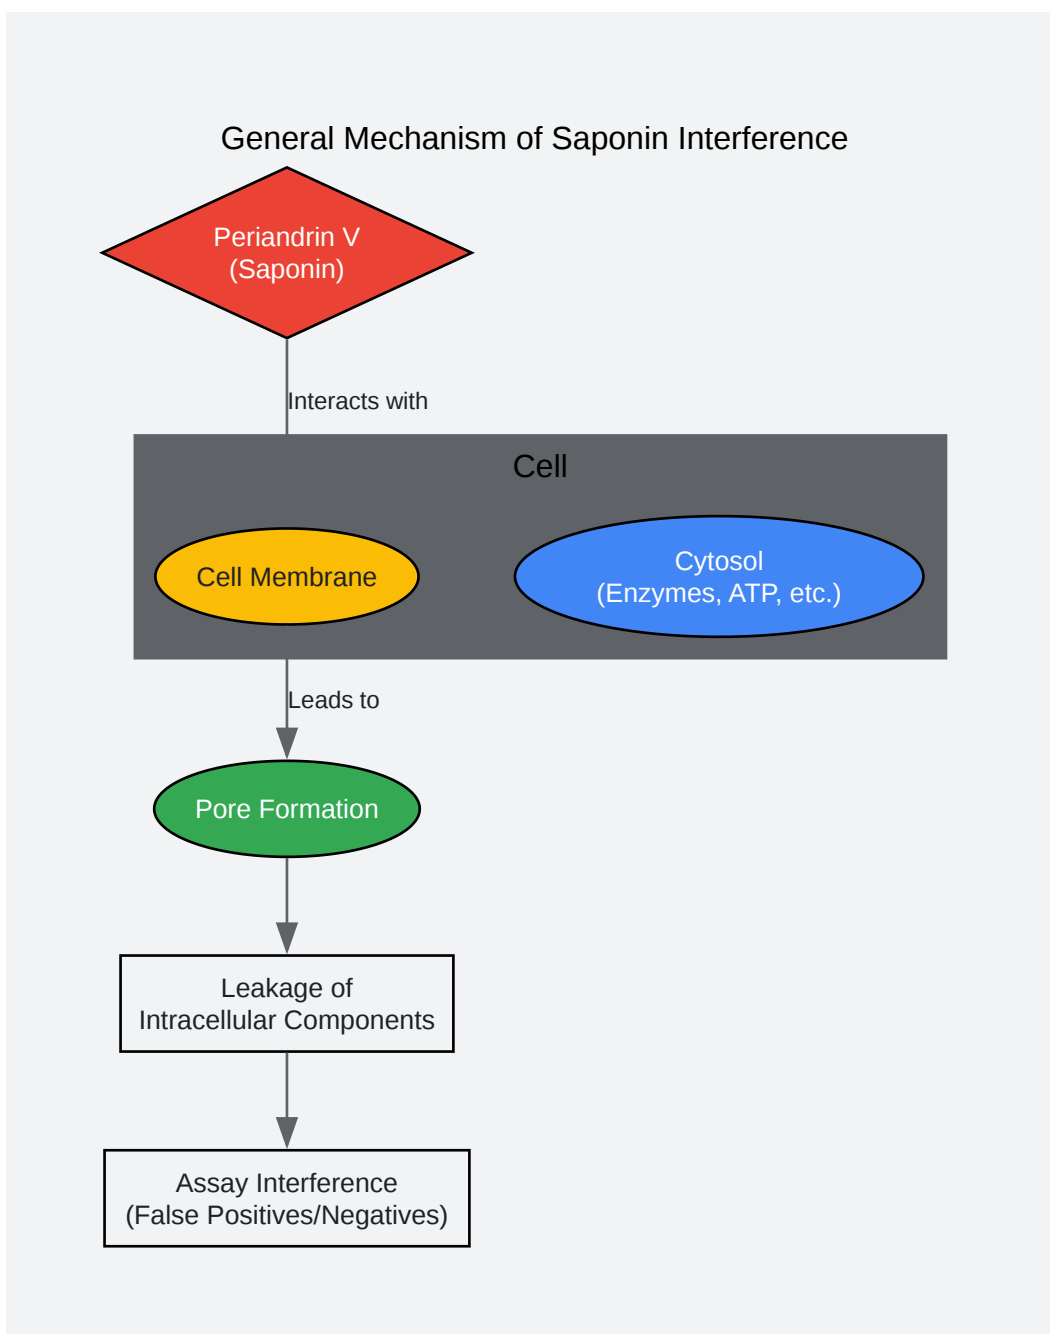 General Mechanism of Saponin Interference
Periandrin V
(Saponin)
Interacts with
Cell
Cell Membrane
Cytosol
(Enzymes, ATP, etc.)
Leads to
Pore Formation
Leakage of
Intracellular Components
Assay Interference
(False Positives/Negatives)